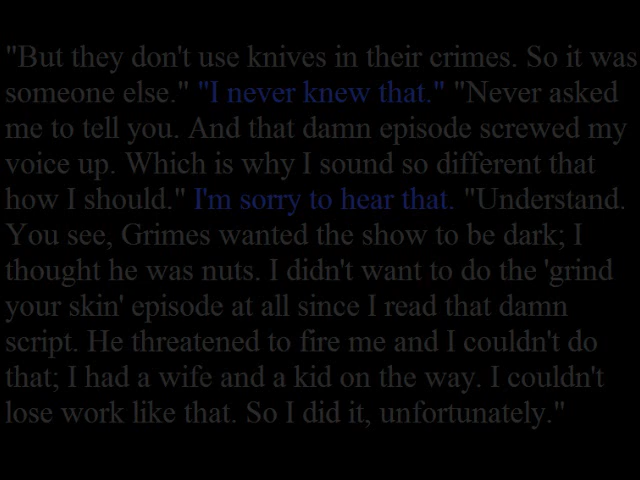 "But they don't use knives in their crimes. So it was
someone else." "I never knew that." "Never asked
me to tell you. And that damn episode screwed my
voice up. Which is why I sound so different that
how I should." I'm sorry to hear that. "Understand.
You see, Grimes wanted the show to be dark; I
thought he was nuts. I didn't want to do the 'grind
your skin' episode at all since I read that damn
script. He threatened to fire me and I couldn't do
that; I had a wife and a kid on the way. I couldn't
lose work like that. So I did it, unfortunately."